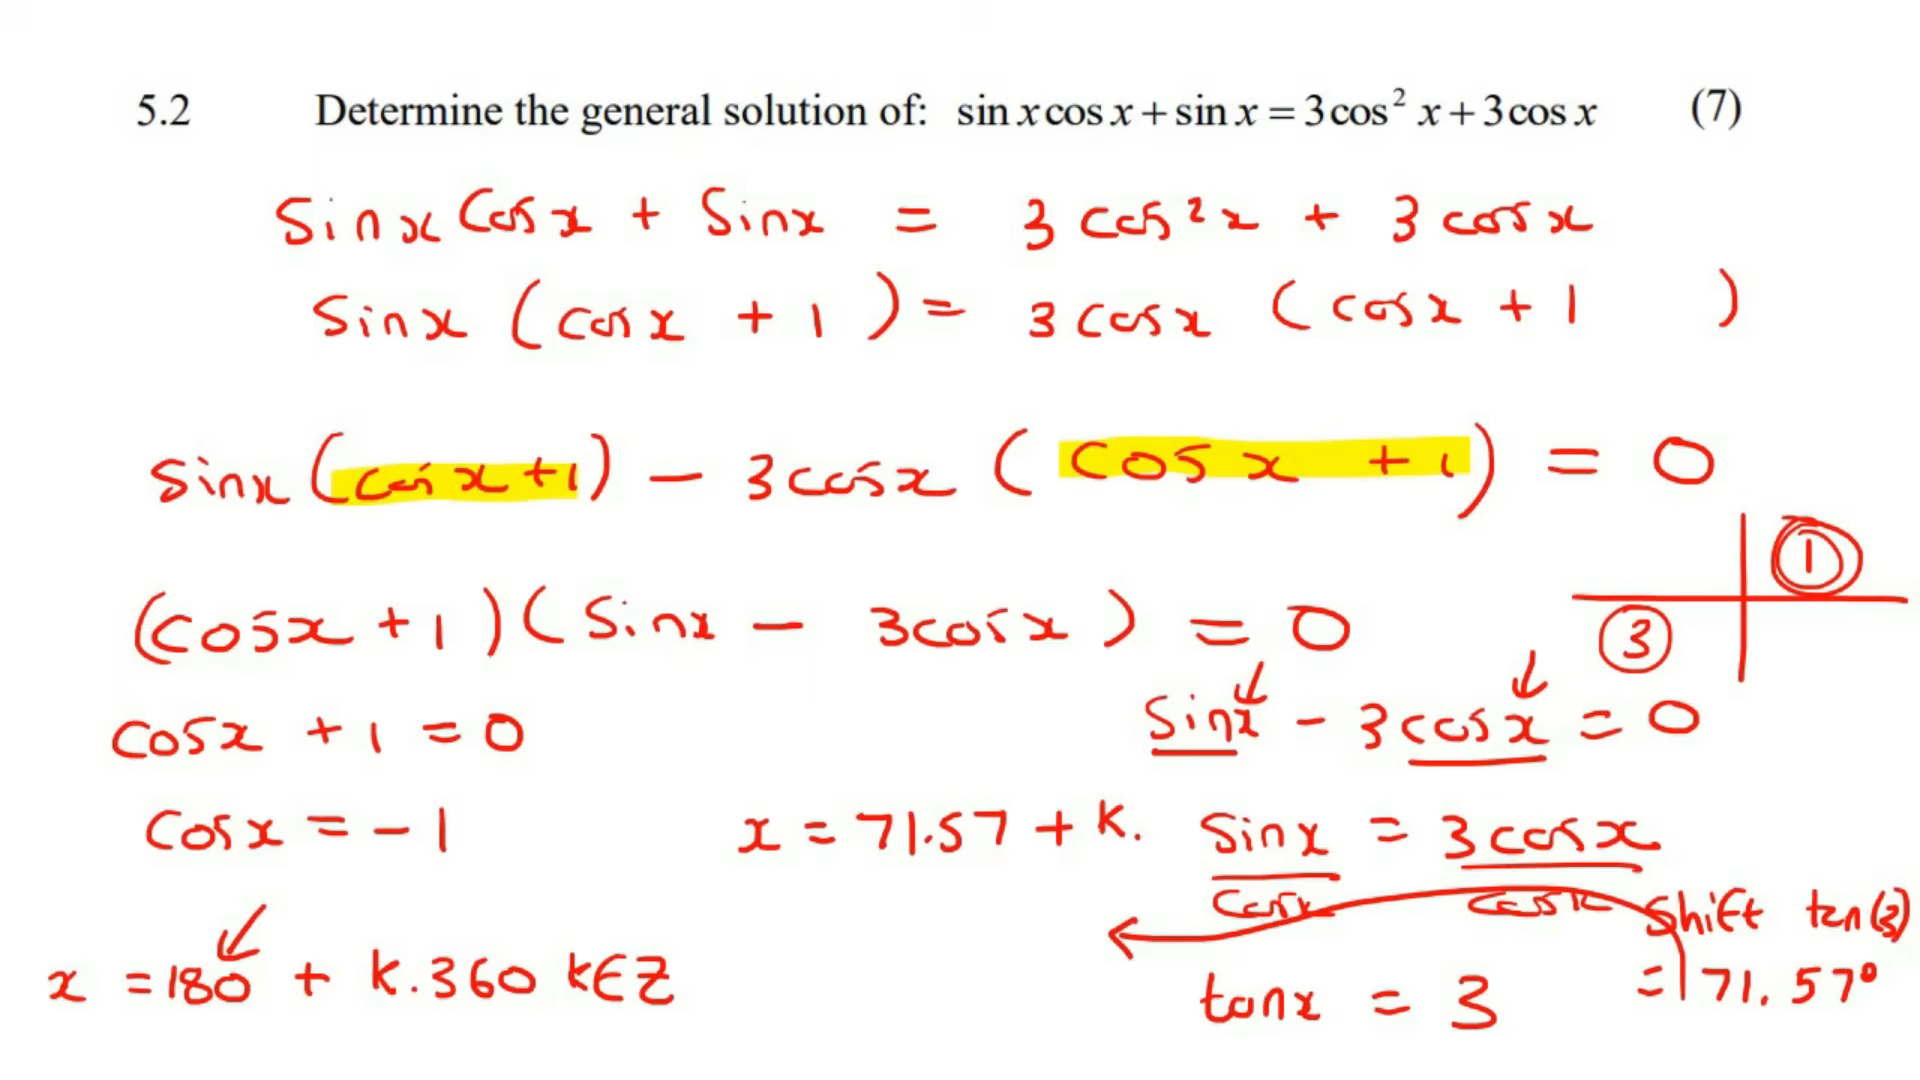 5.2 Determine the general solution of: sin x cos x + sin x = 3cos² x + 3cos x (7)
Sinx Cosx + Sinx = 3 cos²x + 3 cosx
Sinx (cosx + 1) = 3 cosx (cosx + 1)
Sinx (cosx+1) - 3cosx (cosx + 1) = 0
1
3
(cosx + 1)(Sinx - 3cosx) = 0
cosx + 1 = 0
Sinx - 3cosx = 0
cosx = -1
x = 71.57 + K.
Sinx = 3cosx
cosx cosx
Shift tan(3)
= 71.57°
x = 180 + K.360 KEZ
tanx = 3